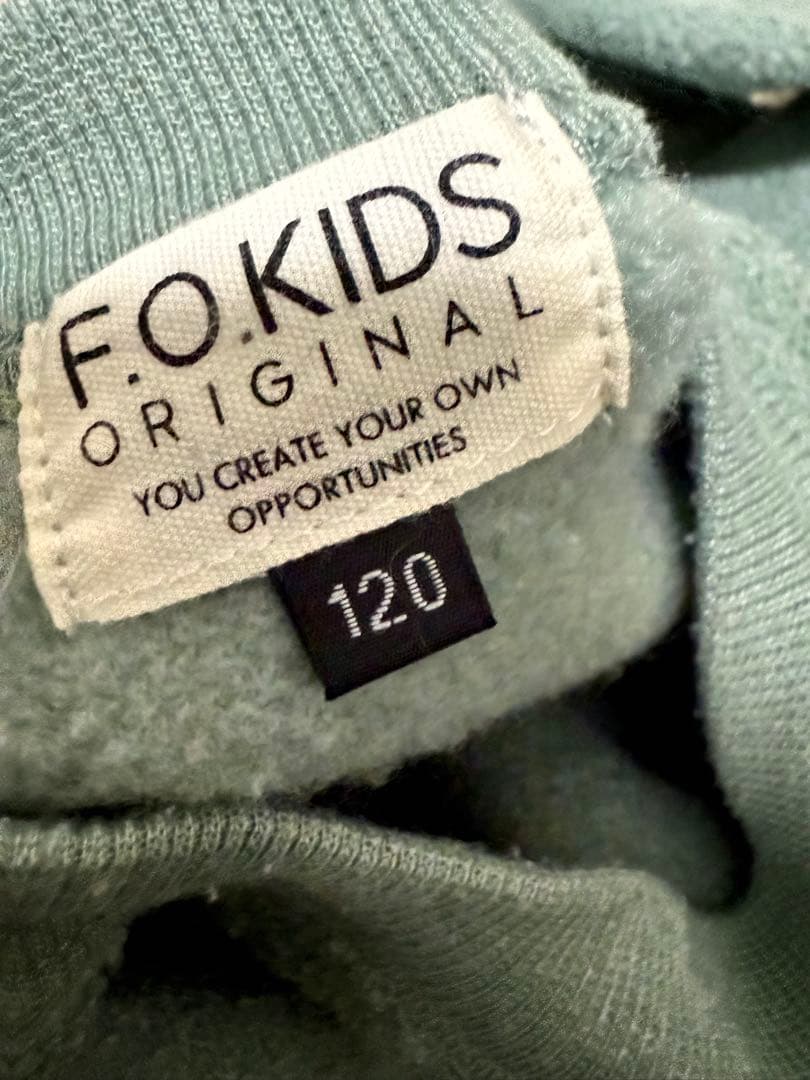 F.O.KIDS
ORIGINAL
YOU CREATE YOUR OWN
OPPORTUNITIES
120